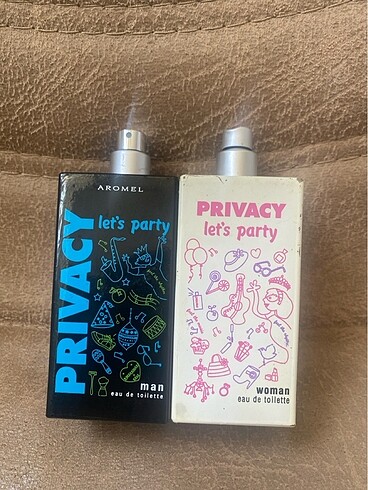 AROMEL
PRIVACY
let's party
man
eau de toilette
PRIVACY
let's party
woman
eau de toilette